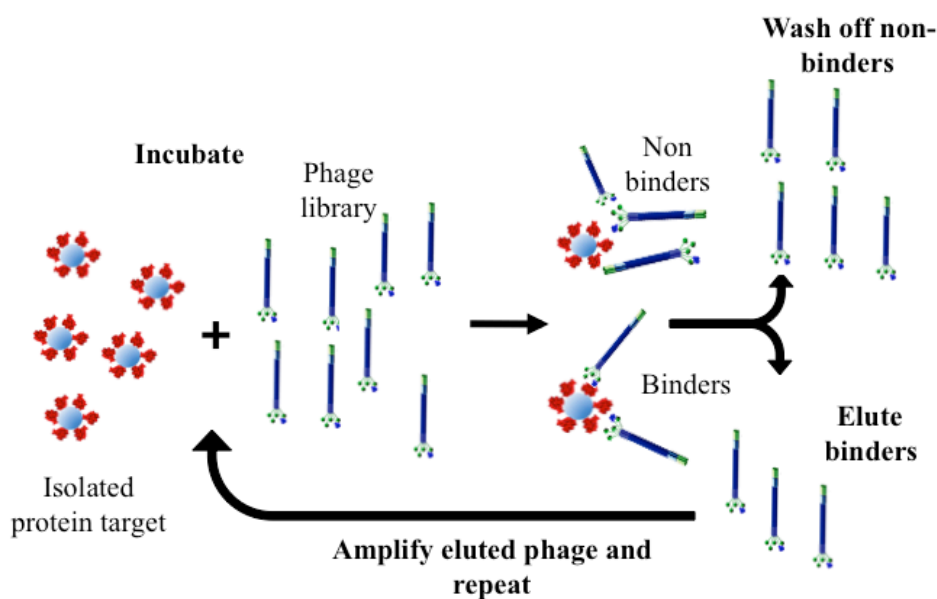 Incubate
Isolated
protein target
+
Phage
library
Non
binders
Binders
Wash off non-
binders
Elute
binders
Amplify eluted phage and
repeat